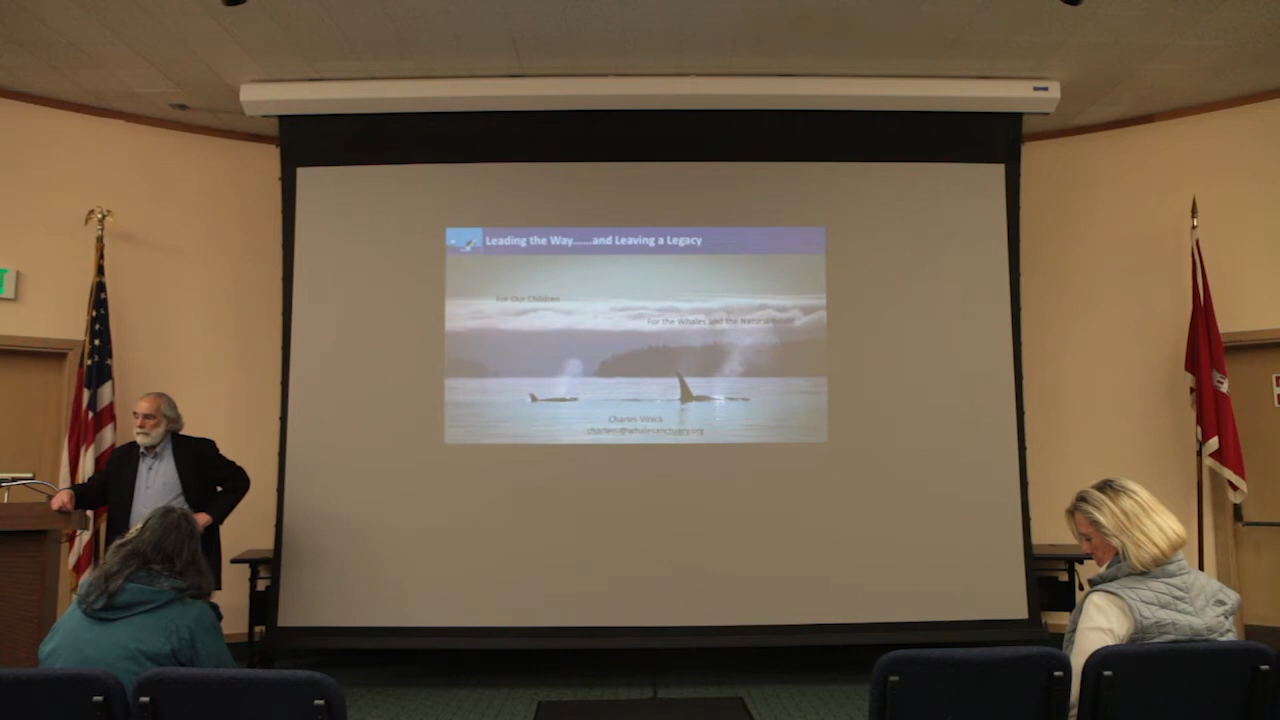 Leading the Way......and Leaving a Legacy
For Our Children
For the Whales and the Natural World
Charles Vinick
charles@whalesanctuary.org